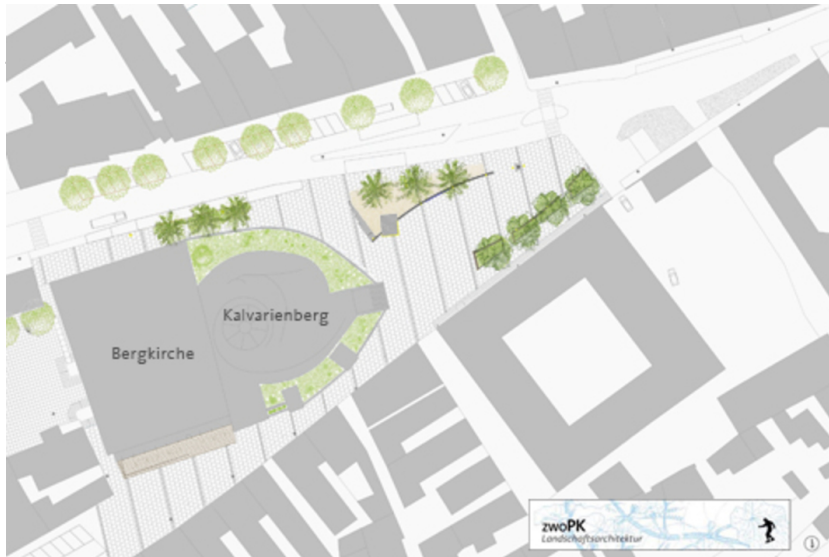 Kalvarienberg
Bergkirche
zwoPK
Landschaftsarchitektur
i